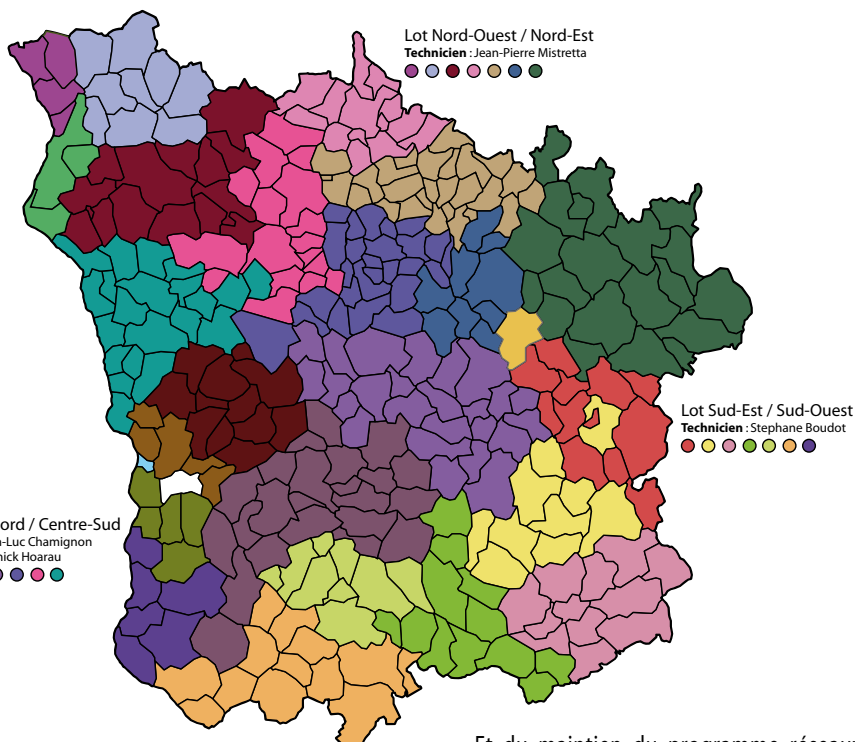 Lot Nord-Ouest / Nord-Est
Technicien : Jean-Pierre Mistretta
Lot Sud-Est / Sud-Ouest
Technicien : Stephane Boudot
ord / Centre-Sud
n-Luc Chamignon
nick Hoarau